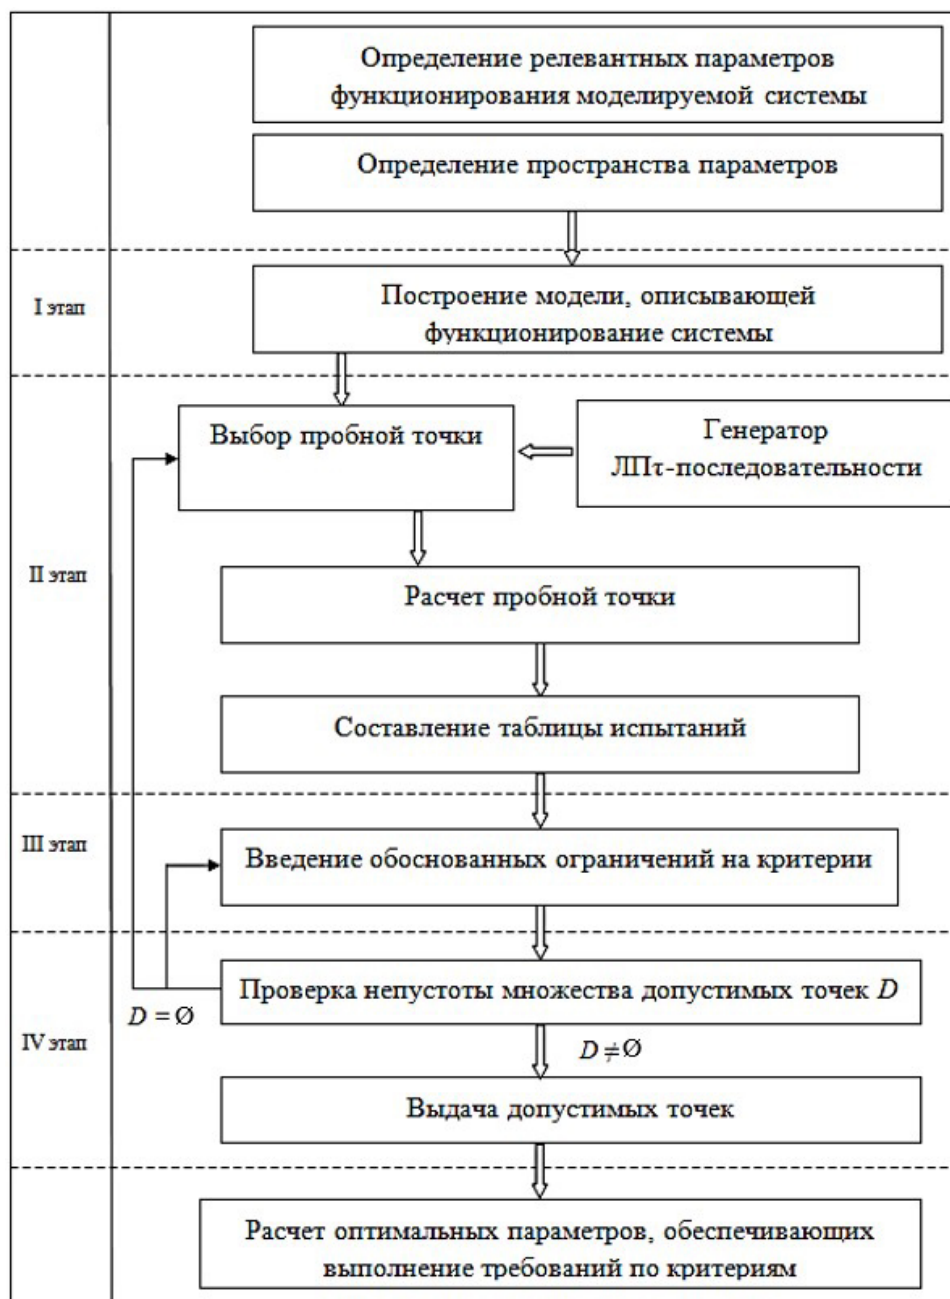 Определение релевантных параметров
функционирования моделируемой системы
Определение пространства параметров
I этап
Построение модели, описывающей
функционирование системы
Выбор пробной точки
Генератор
ЛПτ-последовательности
II этап
Расчет пробной точки
Составление таблицы испытаний
III этап
Введение обоснованных ограничений на критерии
Проверка непустоты множества допустимых точек D
D = Ø
D ≠ Ø
IV этап
Выдача допустимых точек
Расчет оптимальных параметров, обеспечивающих
выполнение требований по критериям